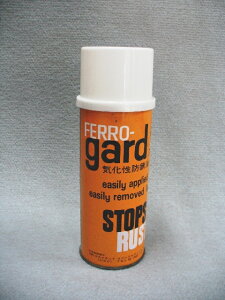 FERRO-
gard
気化性防錆
easily applied
easily removed
STOPS
RUS